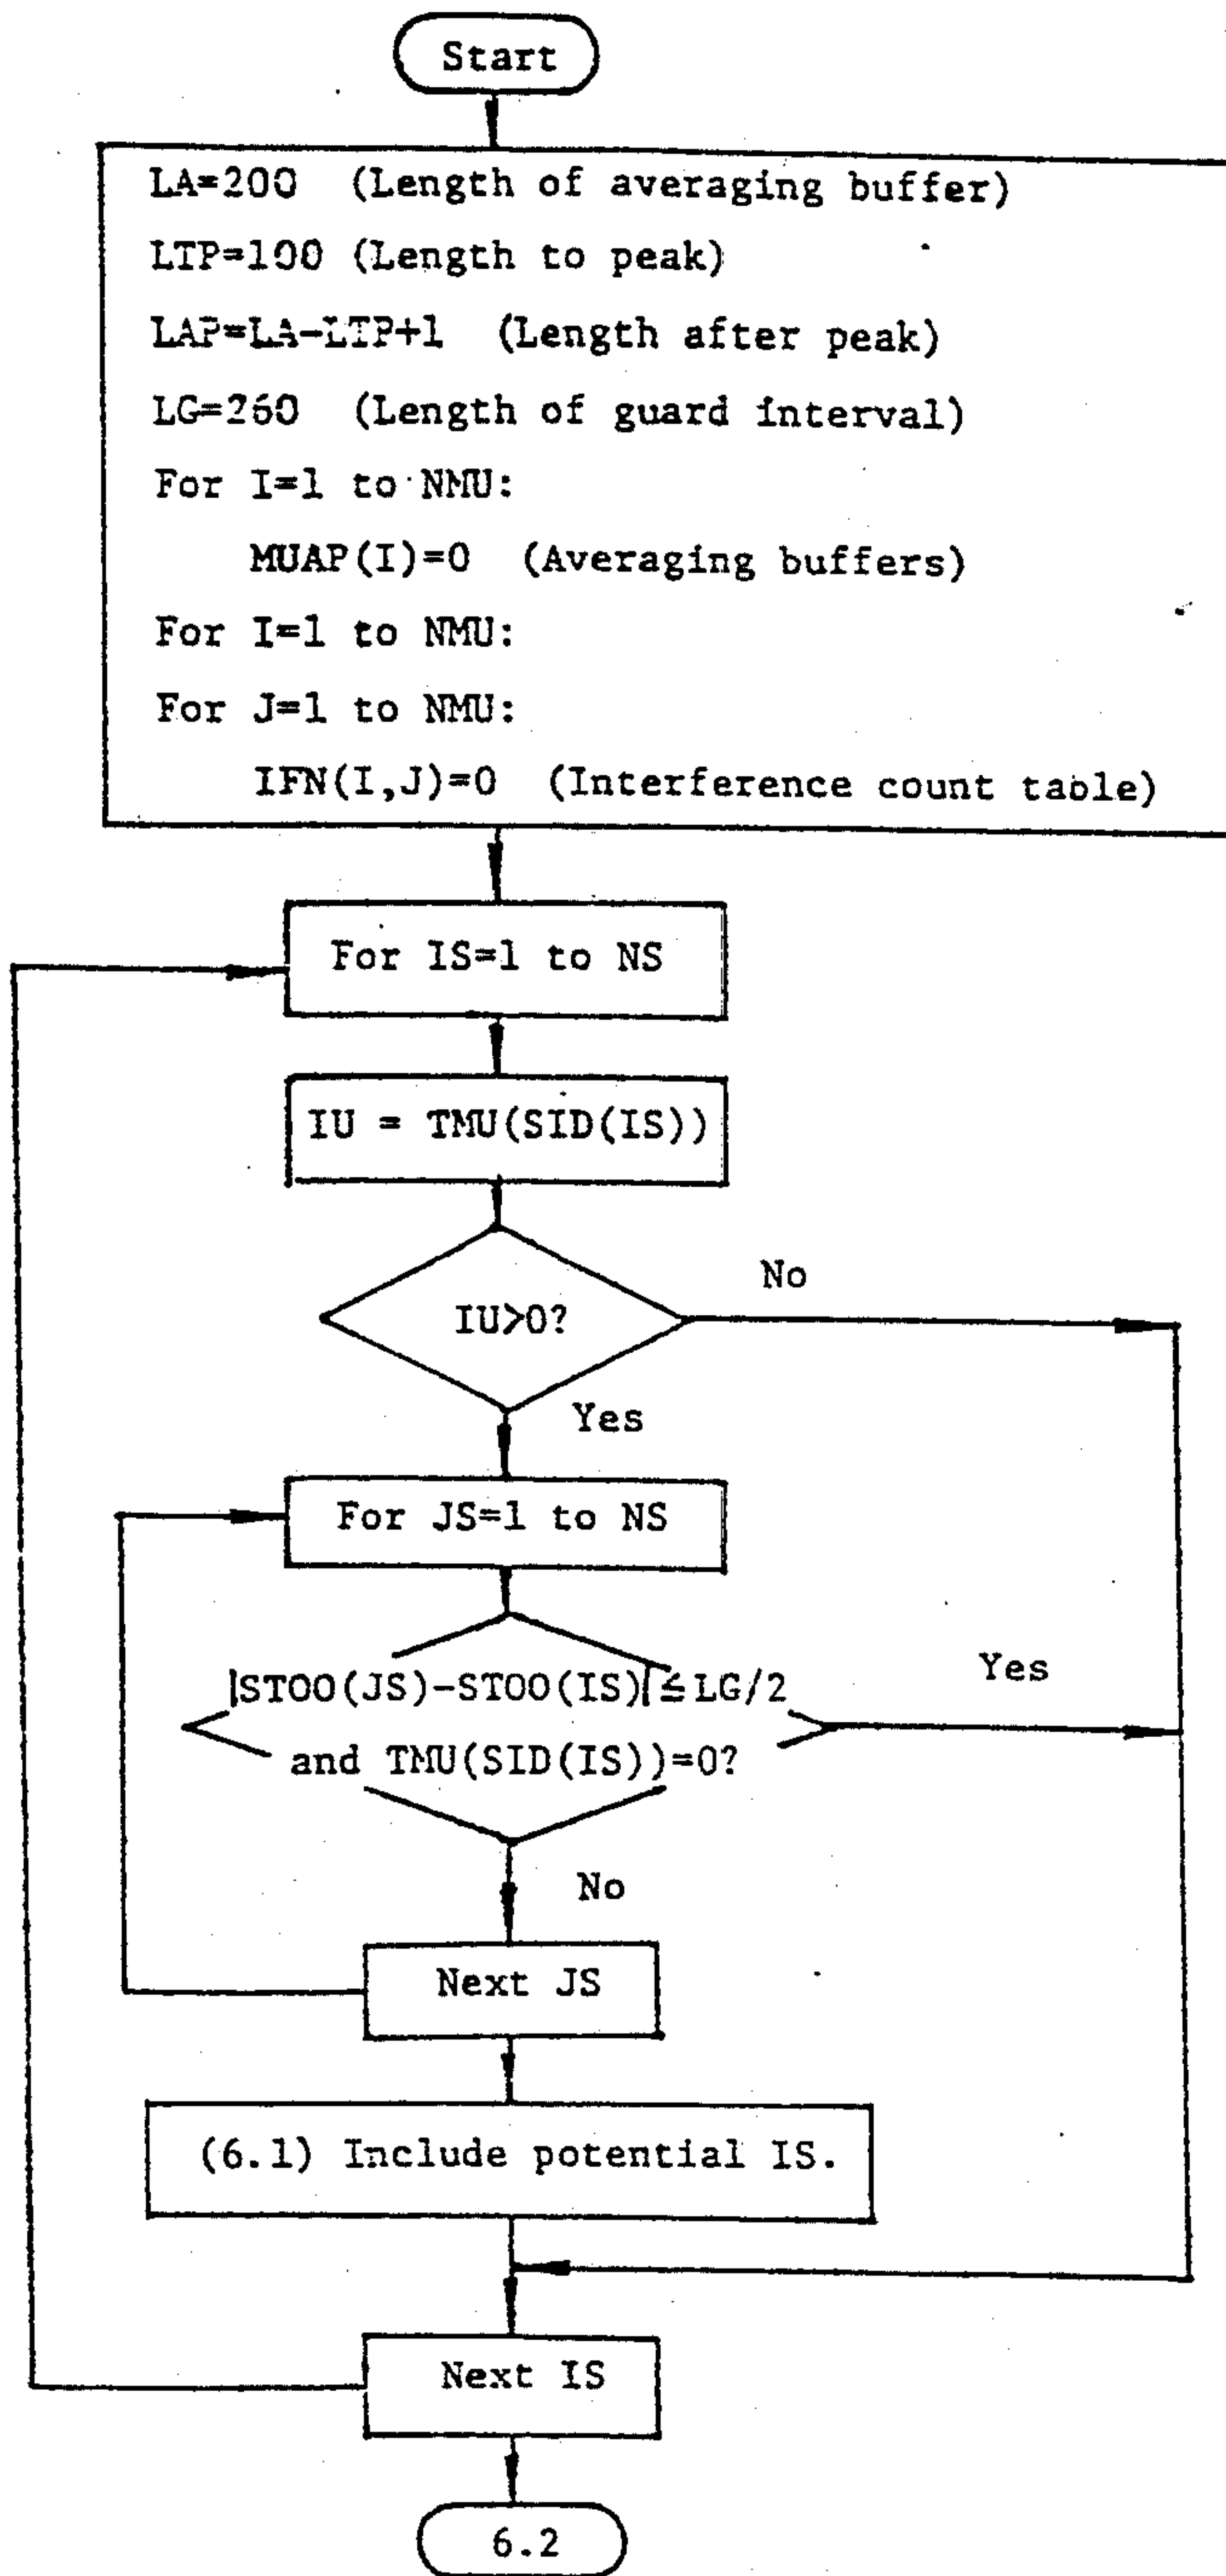 Start
LA=200 (Length of averaging buffer)
LTP=100 (Length to peak)
LAP=LA-LTP+1 (Length after peak)
LG=260 (Length of guard interval)
For I=1 to NMU:
MUAP(I)=0 (Averaging buffers)
For I=1 to NMU:
For J=1 to NMU:
IFN(I,J)=0 (Interference count table)
For IS=1 to NS
IU = TMU(SID(IS))
IU>0?
No
Yes
For JS=1 to NS
|STOO(JS)-STOO(IS)|≦LG/2
and TMU(SID(IS))=0?
Yes
No
Next JS
(6.1) Include potential IS.
Next IS
6.2